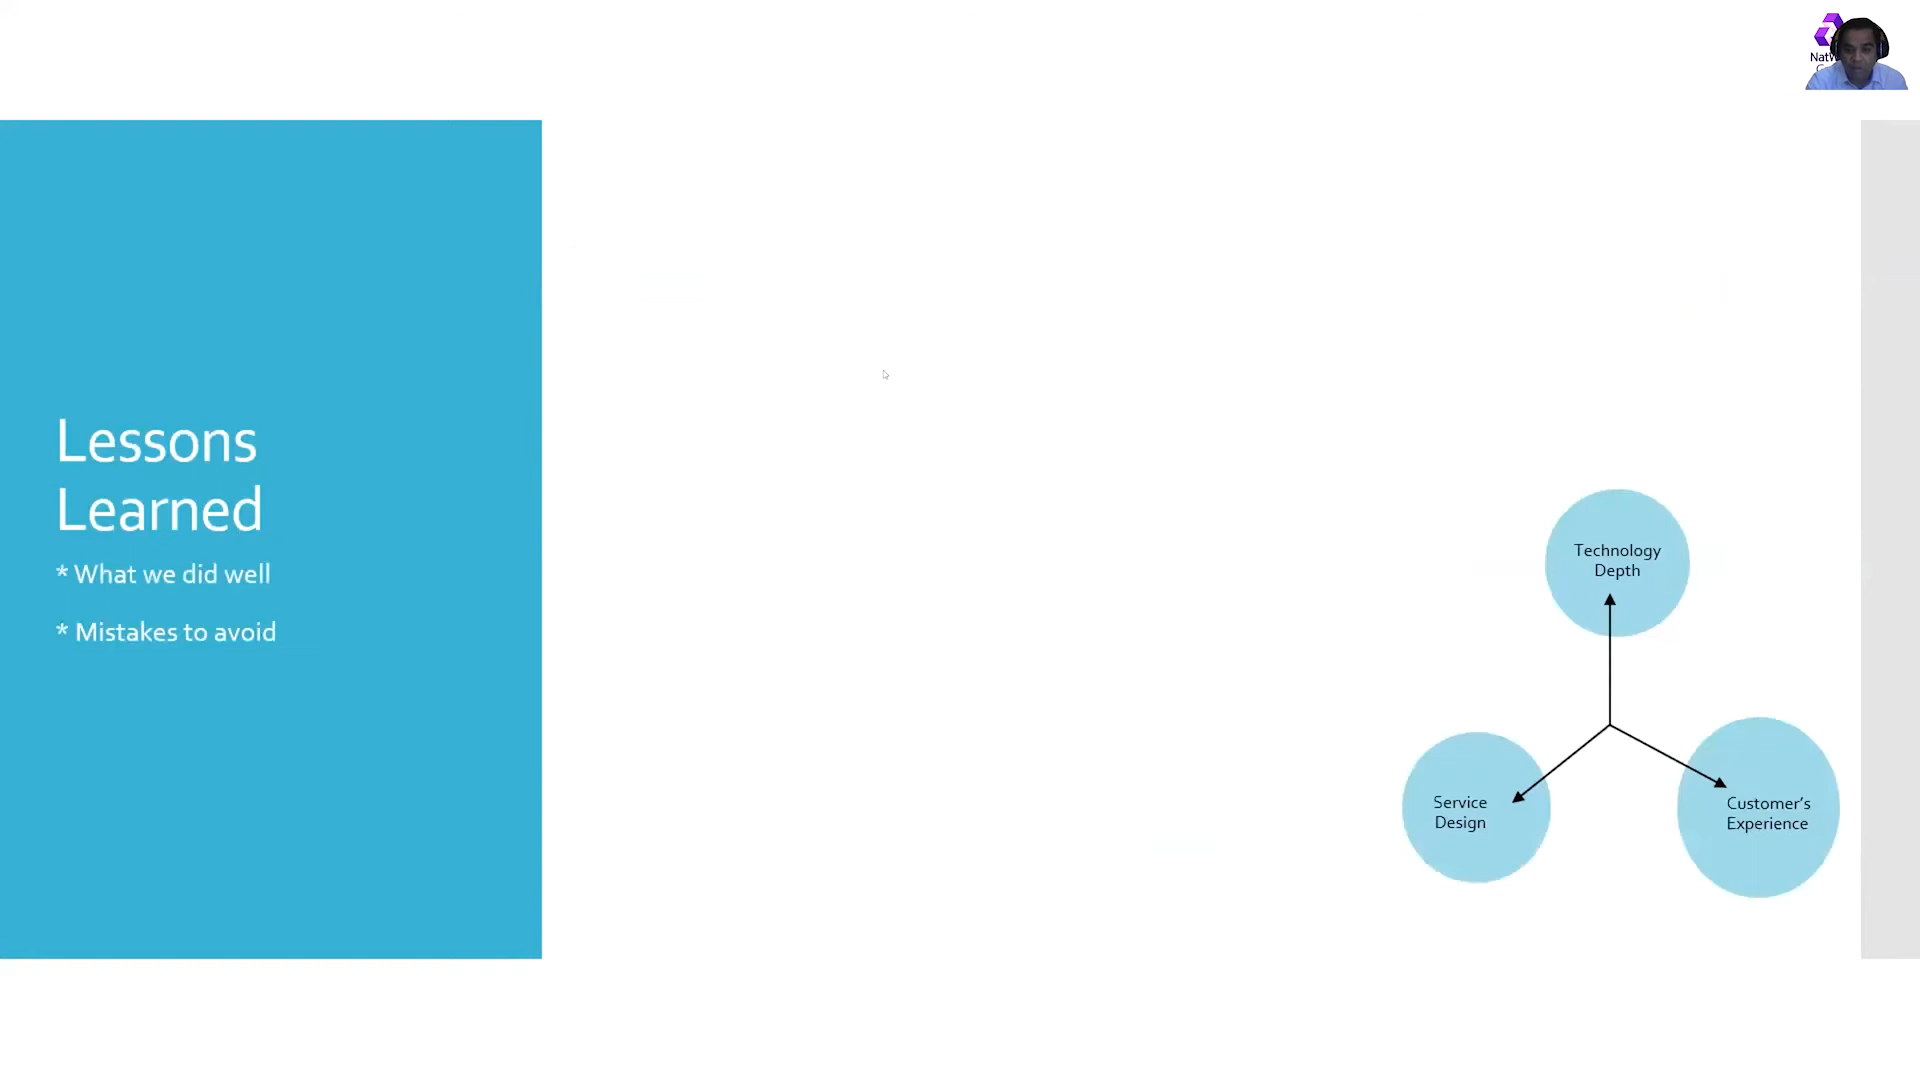 Lessons
Learned
* What we did well
* Mistakes to avoid
Technology
Depth
Service
Design
Customer's
Experience